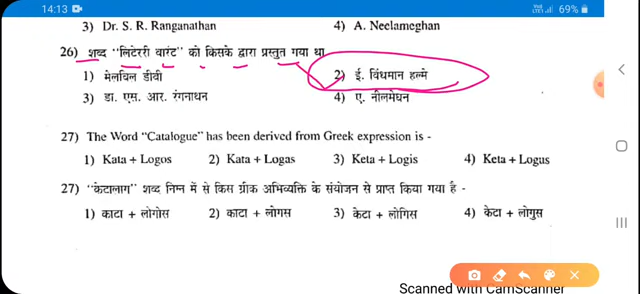 14:13
69%
3) Dr. S. R. Ranganathan 4) A. Neelameghan
26) शब्द "लिटेररी वारंट" को किसके द्वारा प्रस्तुत गया था
1) मेलविल डीवी 2) ई. विंधमान हल्मे
3) डा. एस. आर. रंगनाथन 4) ए. नीलमेघन
27) The Word "Catalogue" has been derived from Greek expression is -
1) Kata + Logos 2) Kata + Logas 3) Keta + Logis 4) Keta + Logus
27) "केटालाग" शब्द निम्न में से किस ग्रीक अभिव्यक्ति के संयोजन से प्राप्त किया गया है -
1) काटा + लोगोस 2) काटा + लोगस 3) केटा + लोगिस 4) केटा + लोगुस
Scanned with CamScanner